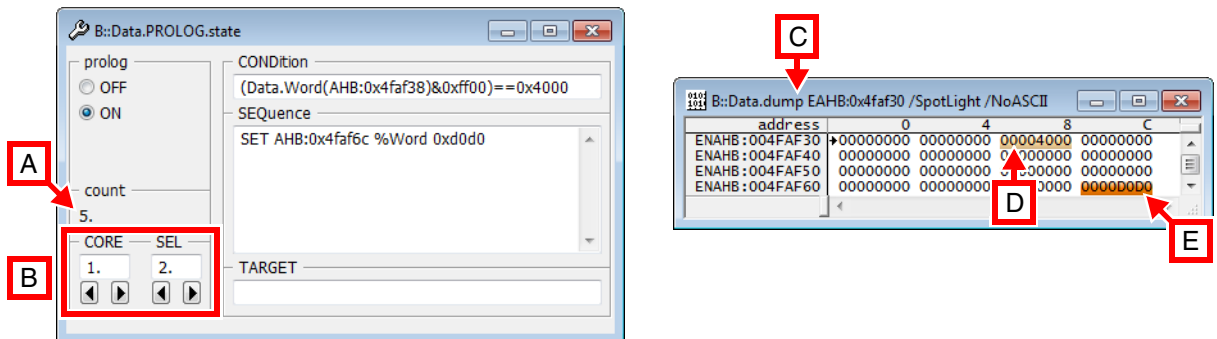 B::Data.PROLOG.state
prolog
OFF
ON
CONDition
(Data.Word(AHB:0x4faf38)&0xff00)==0x4000
SEQuence
SET AHB:0x4faf6c %Word 0xd0d0
A
count
5.
B
CORE SEL
1. 2.
TARGET
C
B::Data.dump EAHB:0x4faf30 /SpotLight /NoASCII
address 0 4 8 C
ENAHB:004FAF30 00000000 00000000 00004000 00000000
ENAHB:004FAF40 00000000 00000000 00000000
ENAHB:004FAF50 00000000 00000000 00000000
ENAHB:004FAF60 00000000 00000000 0000D0D0
D
E